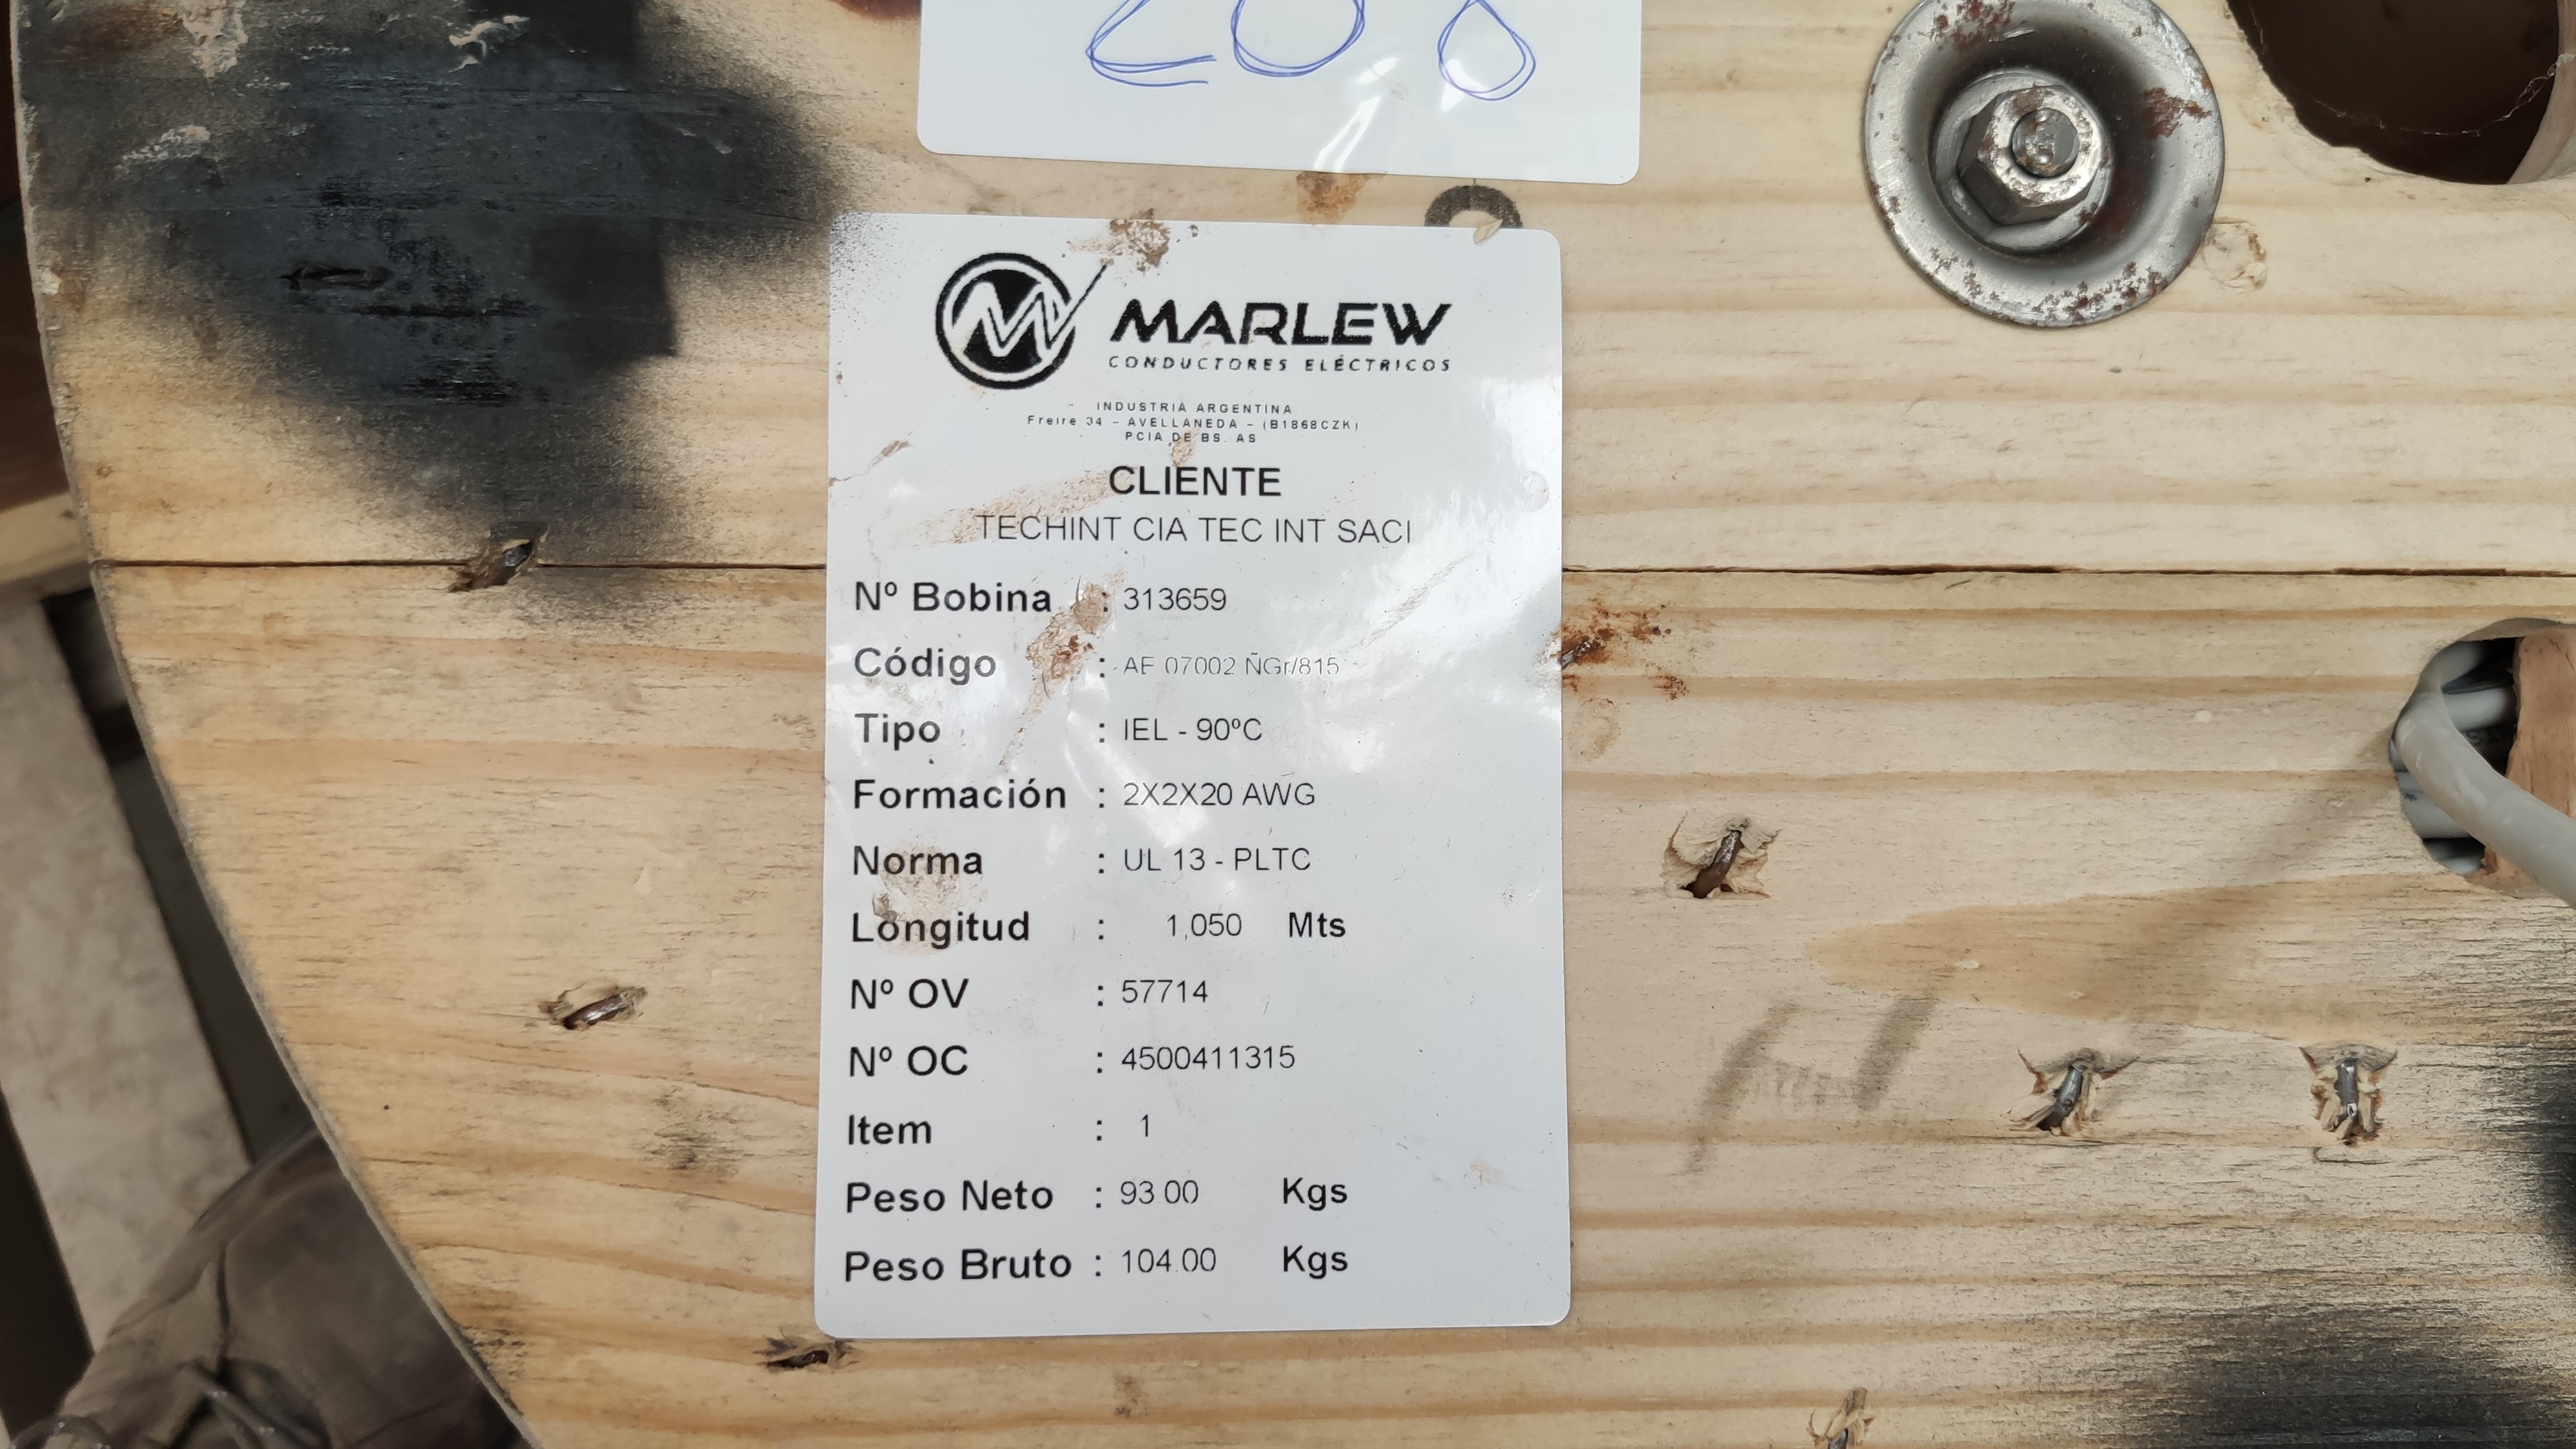 MARLEW
CONDUCTORES ELÉCTRICOS
INDUSTRIA ARGENTINA
Freire 34 - AVELLANEDA - (B1868CZK)
PCIA DE BS. AS
CLIENTE
TECHINT CIA TEC INT SACI
Nº Bobina : 313659
Código : AF 07002 ÑGr/815
Tipo : IEL - 90ºC
Formación : 2X2X20 AWG
Norma : UL 13 - PLTC
Longitud : 1,050 Mts
Nº OV : 57714
Nº OC : 4500411315
Item : 1
Peso Neto : 93.00 Kgs
Peso Bruto : 104.00 Kgs